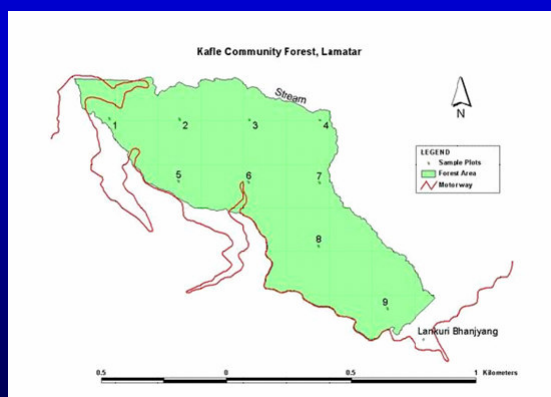 Kafle Community Forest, Lamatar
Stream
N
1
2
3
4
LEGEND
Sample Plots
Forest Area
Motorway
5
6
7
8
9
Lankuri Bhanjyang
0.5 0 0.5 1 Kilometers